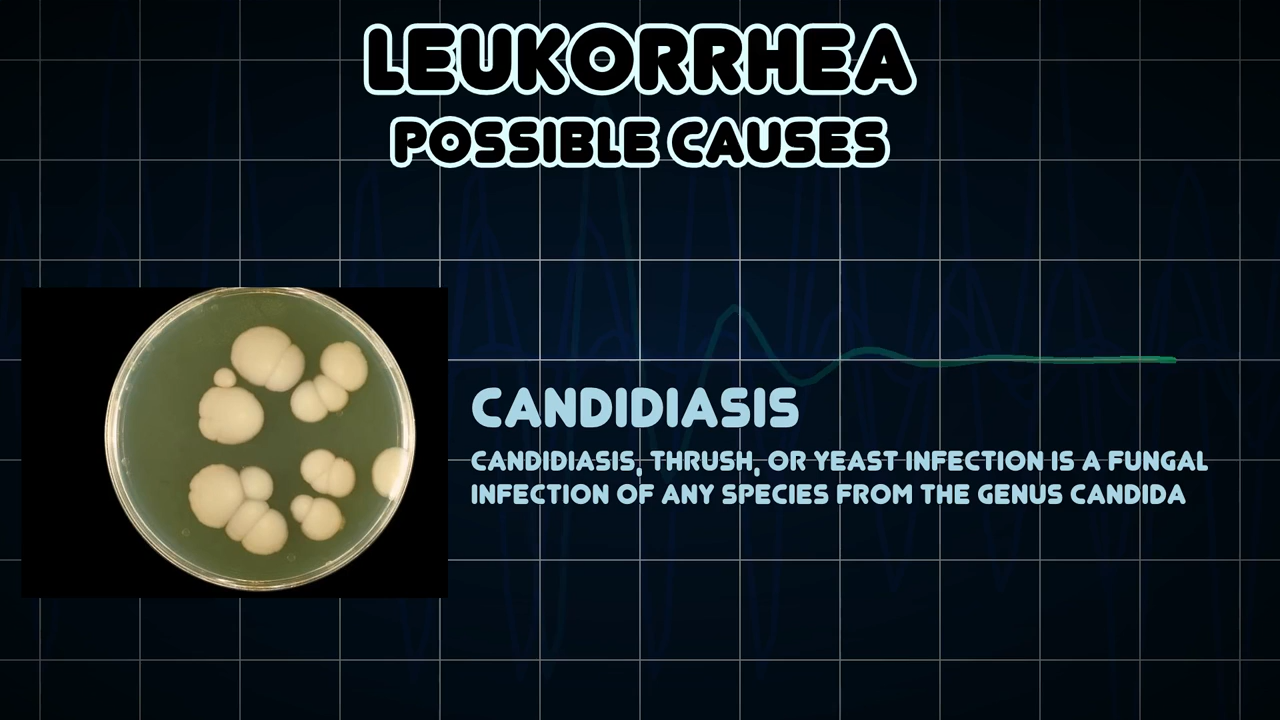 LEUKORRHEA
POSSIBLE CAUSES
CANDIDIASIS
CANDIDIASIS, THRUSH, OR YEAST INFECTION IS A FUNGAL
INFECTION OF ANY SPECIES FROM THE GENUS CANDIDA